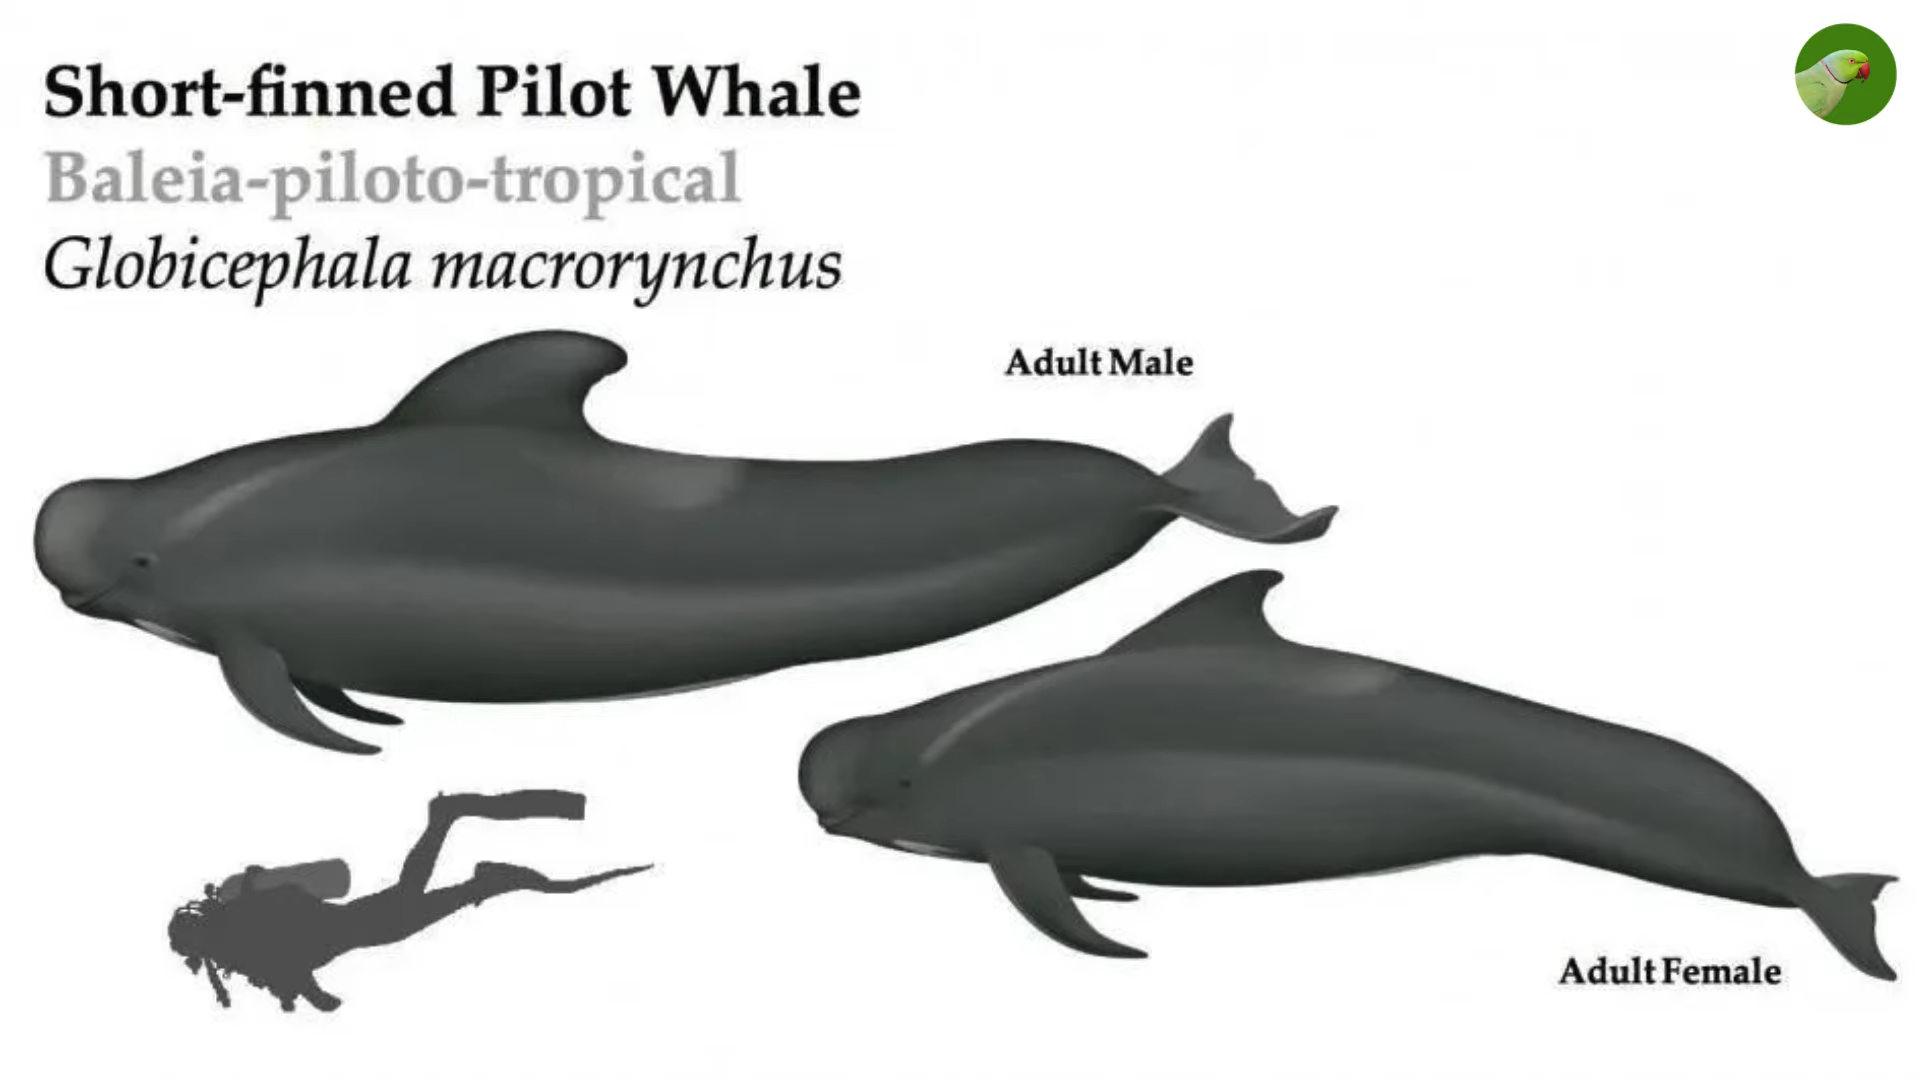 Short-finned Pilot Whale
Baleia-piloto-tropical
Globicephala macrorynchus
Adult Male
Adult Female